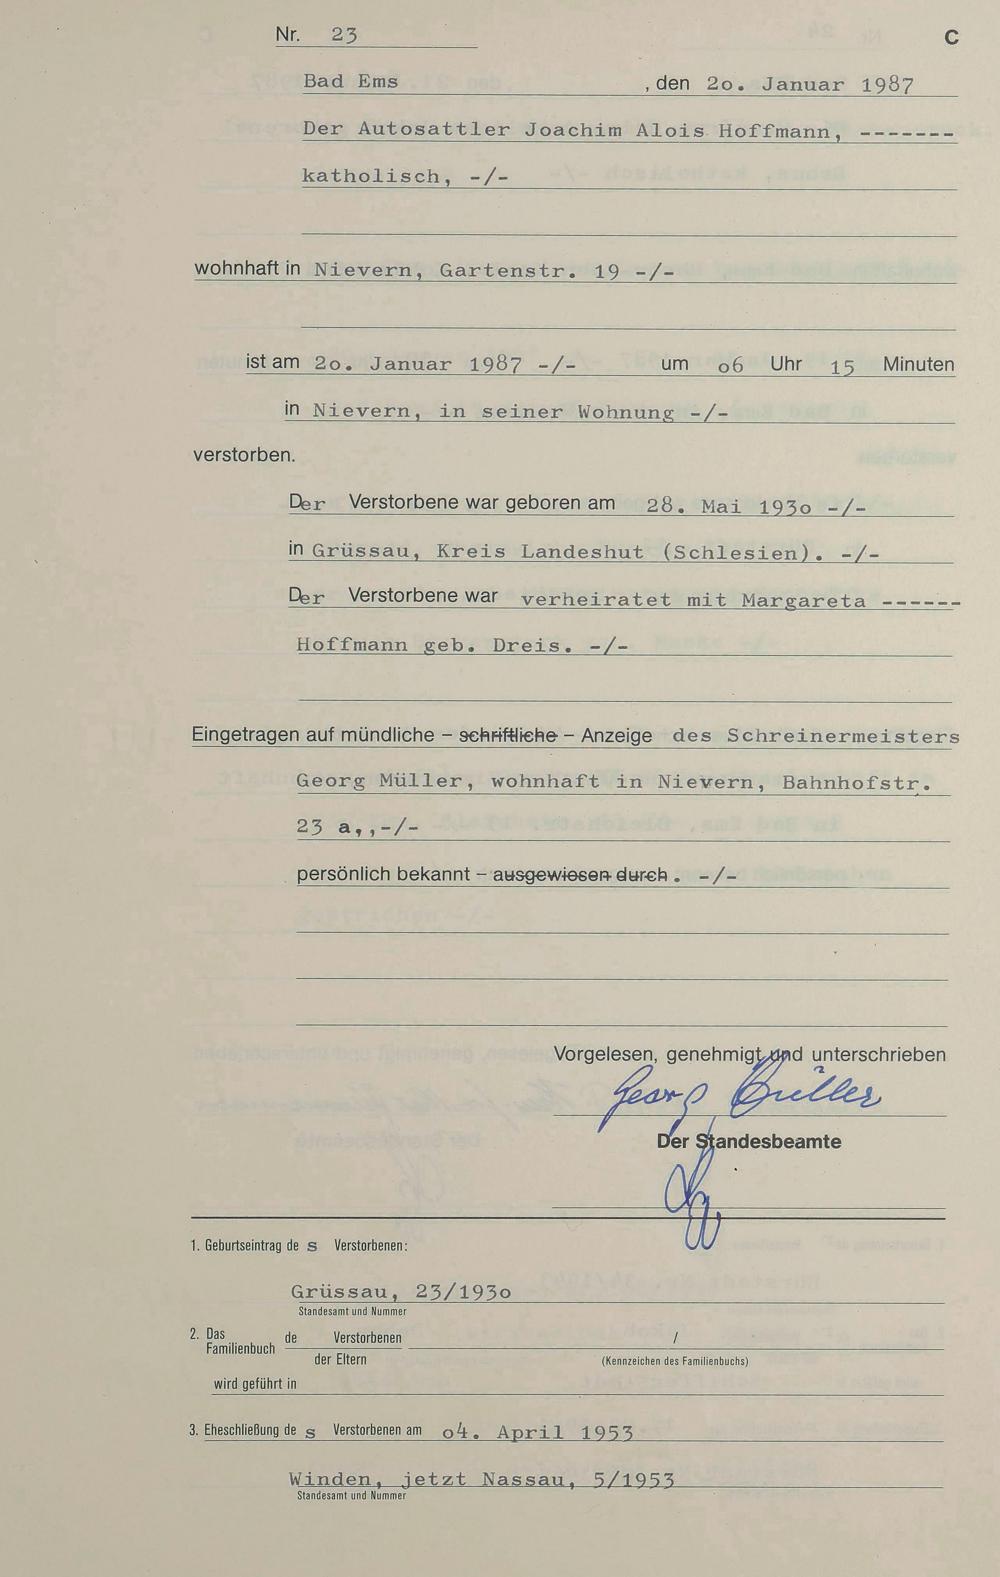 Nr. 23 C
Bad Ems , den 2o. Januar 1987
Der Autosattler Joachim Alois Hoffmann, -------
katholisch, -/-
wohnhaft in Nievern, Gartenstr. 19 -/-
ist am 2o. Januar 1987 -/- um o6 Uhr 15 Minuten
in Nievern, in seiner Wohnung -/-
verstorben.
Der Verstorbene war geboren am 28. Mai 193o -/-
in Grüssau, Kreis Landeshut (Schlesien). -/-
Der Verstorbene war verheiratet mit Margareta ------
Hoffmann geb. Dreis. -/-
Eingetragen auf mündliche – schriftliche – Anzeige des Schreinermeisters
Georg Müller, wohnhaft in Nievern, Bahnhofstr.
23 a,,-/-
persönlich bekannt – ausgewiesen durch . -/-
Vorgelesen, genehmigt und unterschrieben
Georg Müller
Der Standesbeamte
1. Geburtseintrag de s Verstorbenen:
Grüssau, 23/193o
Standesamt und Nummer
2. Das Familienbuch de Verstorbenen /
der Eltern (Kennzeichen des Familienbuchs)
wird geführt in
3. Eheschließung de s Verstorbenen am o4. April 1953
Winden, jetzt Nassau, 5/1953
Standesamt und Nummer